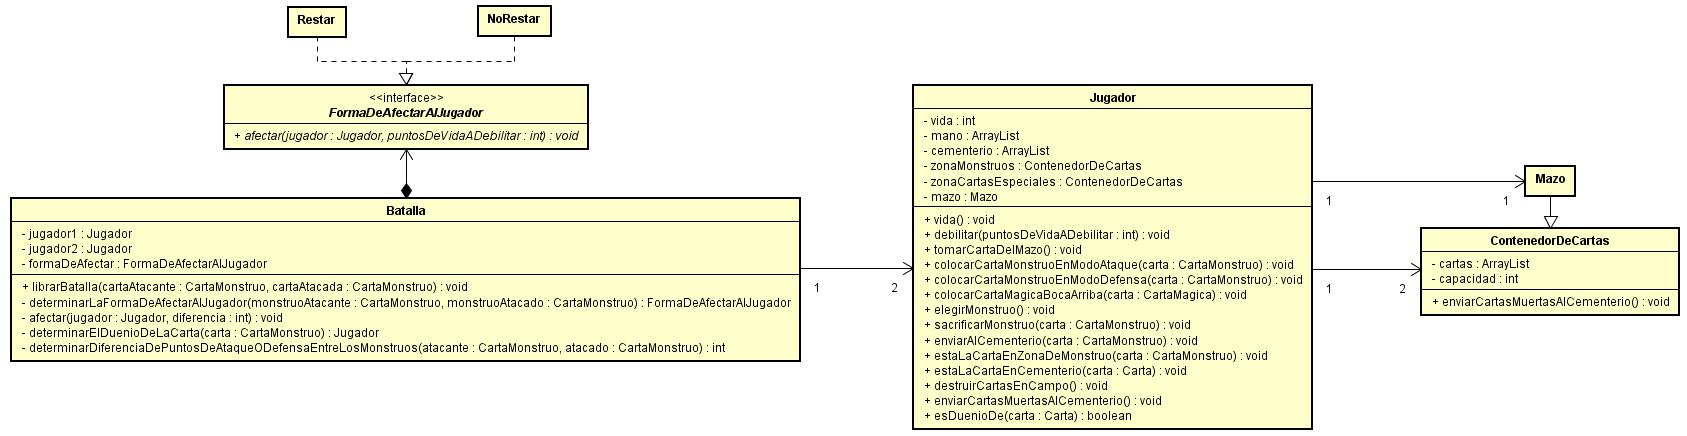 Restar
NoRestar
<<interface>>
FormaDeAfectarAlJugador
+ afectar(jugador : Jugador, puntosDeVidaADebilitar : int) : void
Batalla
- jugador1 : Jugador
- jugador2 : Jugador
- formaDeAfectar : FormaDeAfectarAlJugador
+ librarBatalla(cartaAtacante : CartaMonstruo, cartaAtacada : CartaMonstruo) : void
- determinarLaFormaDeAfectarAlJugador(monstruoAtacante : CartaMonstruo, monstruoAtacado : CartaMonstruo) : FormaDeAfectarAlJugador
- afectar(jugador : Jugador, diferencia : int) : void
- determinarElDuenioDeLaCarta(carta : CartaMonstruo) : Jugador
- determinarDiferenciaDePuntosDeAtaqueODefensaEntreLosMonstruos(atacante : CartaMonstruo, atacado : CartaMonstruo) : int
1
2
Jugador
- vida : int
- mano : ArrayList
- cementerio : ArrayList
- zonaMonstruos : ContenedorDeCartas
- zonaCartasEspeciales : ContenedorDeCartas
- mazo : Mazo
+ vida() : void
+ debilitar(puntosDeVidaADebilitar : int) : void
+ tomarCartaDelMazo() : void
+ colocarCartaMonstruoEnModoAtaque(carta : CartaMonstruo) : void
+ colocarCartaMonstruoEnModoDefensa(carta : CartaMonstruo) : void
+ colocarCartaMagicaBocaArriba(carta : CartaMagica) : void
+ elegirMonstruo() : void
+ sacrificarMonstruo(carta : CartaMonstruo) : void
+ enviarAlCementerio(carta : CartaMonstruo) : void
+ estaLaCartaEnZonaDeMonstruo(carta : CartaMonstruo) : void
+ estaLaCartaEnCementerio(carta : Carta) : void
+ destruirCartasEnCampo() : void
+ enviarCartasMuertasAlCementerio() : void
+ esDuenioDe(carta : Carta) : boolean
1
1
Mazo
1
2
ContenedorDeCartas
- cartas : ArrayList
- capacidad : int
+ enviarCartasMuertasAlCementerio() : void